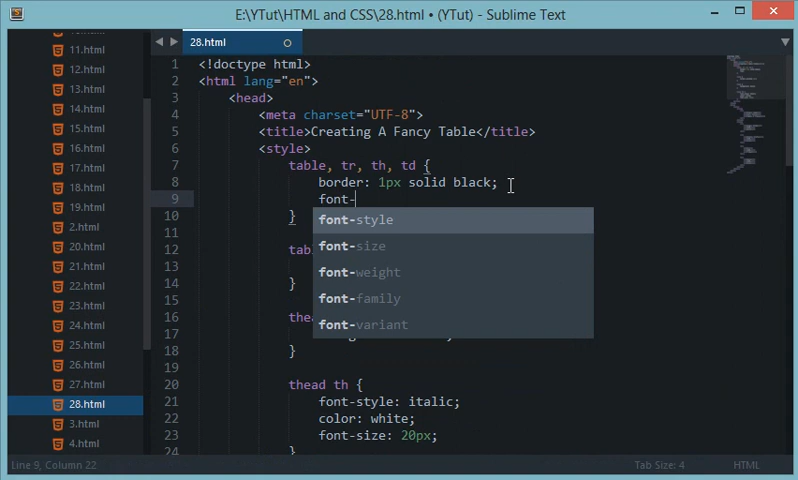 E:\YTut\HTML and CSS\28.html • (YTut) - Sublime Text
11.html
12.html
13.html
14.html
15.html
16.html
17.html
18.html
19.html
2.html
20.html
21.html
22.html
23.html
24.html
25.html
26.html
27.html
28.html
3.html
4.html
28.html
1 <!doctype html>
2 <html lang="en">
3 <head>
4 <meta charset="UTF-8">
5 <title>Creating A Fancy Table</title>
6 <style>
7 table, tr, th, td {
8 border: 1px solid black;
9 font-
10 }
font-style
font-size
font-weight
font-family
font-variant
11
12 tab
13
14 }
15
16 the
17
18 }
19
20 thead th {
21 font-style: italic;
22 color: white;
23 font-size: 20px;
24 }
Line 9, Column 22
Tab Size: 4
HTML